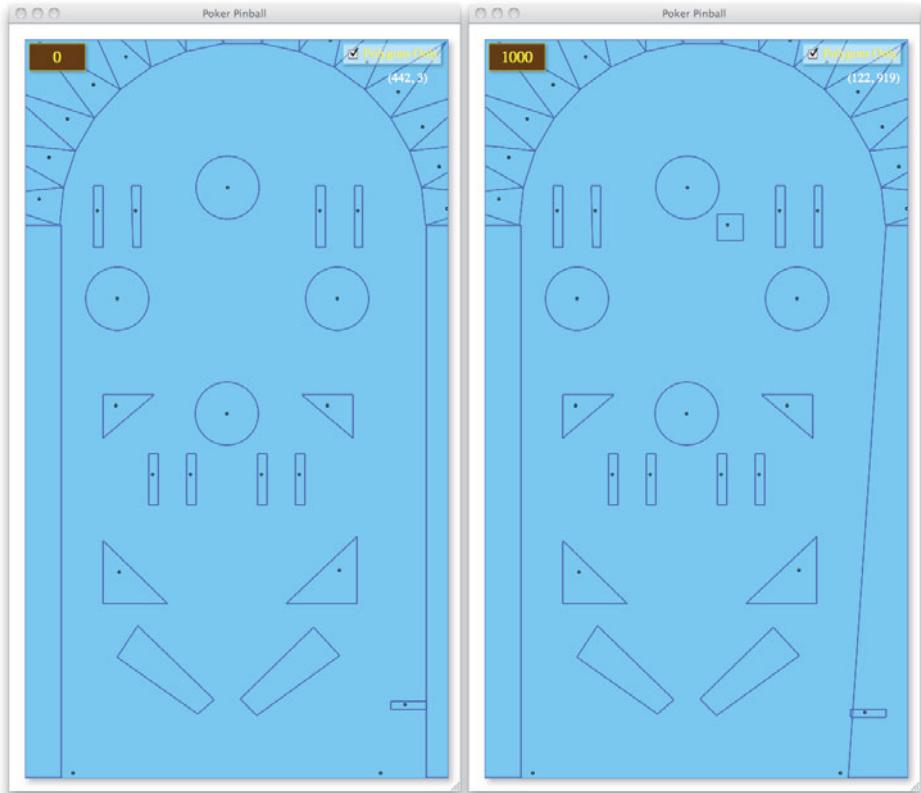 Poker Pinball
0
Polygons Only
(442, 3)
Poker Pinball
1000
Polygons Only
(122, 919)